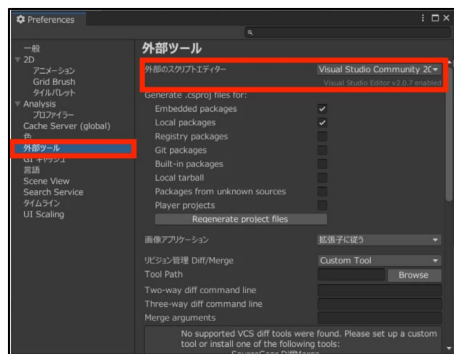 Preferences
一般
2D
アニメーション
Grid Brush
タイルパレット
Analysis
プロファイラー
Cache Server (global)
色
外部ツール
GI キャッシュ
言語
Scene View
Search Service
タイムライン
UI Scaling
外部ツール
外部のスクリプトエディター Visual Studio Community 20
Visual Studio Editor v2.0.7 enabled
Generate .csproj files for:
Embedded packages
Local packages
Registry packages
Git packages
Built-in packages
Local tarball
Packages from unknown sources
Player projects
Regenerate project files
画像アプリケーション 拡張子に従う
リビジョン管理 Diff/Merge Custom Tool
Tool Path Browse
Two-way diff command line
Three-way diff command line
Merge arguments
No supported VCS diff tools were found. Please set up a custom
tool or install one of the following
tools: